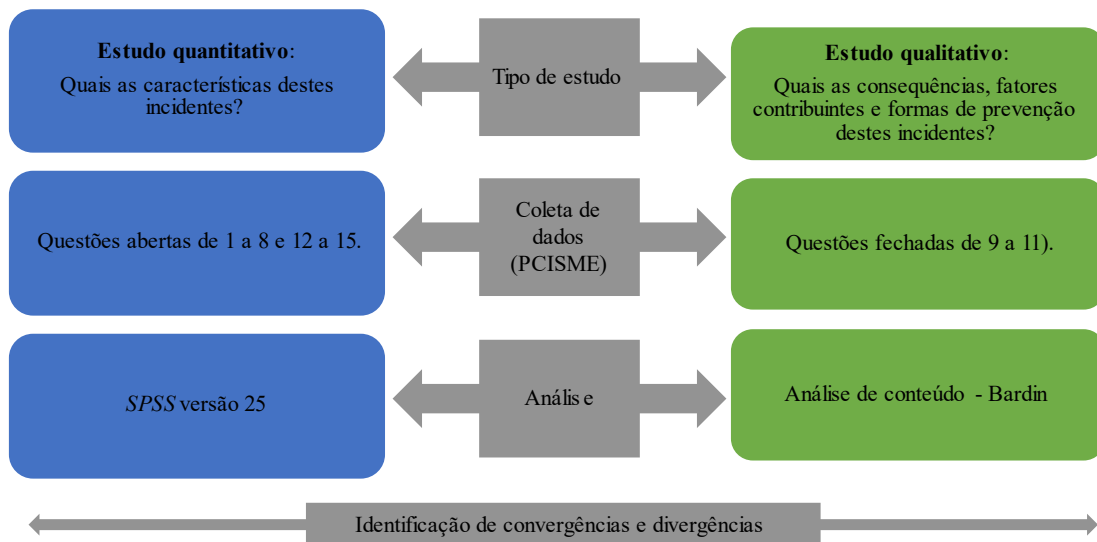 Estudo quantitativo:
Quais as características destes
incidentes?
Tipo de estudo
Estudo qualitativo:
Quais as consequências, fatores
contribuintes e formas de prevenção
destes incidentes?
Questões abertas de 1 a 8 e 12 a 15.
Coleta de
dados
(PCISME)
Questões fechadas de 9 a 11).
SPSS versão 25
Análise
Análise de conteúdo - Bardin
Identificação de convergências e divergências